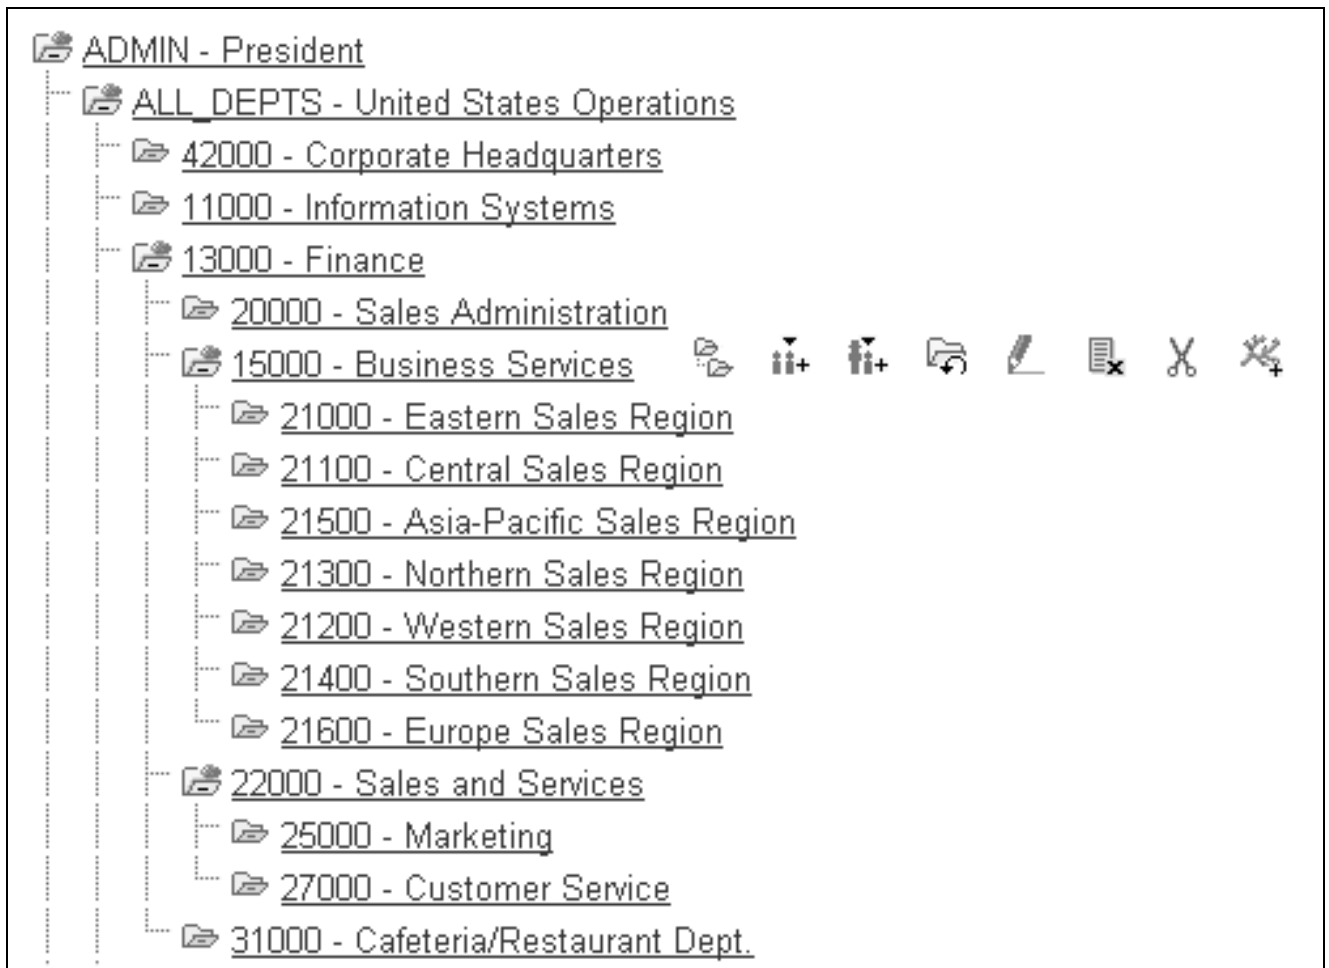 ADMIN - President
ALL_DEPTS - United States Operations
42000 - Corporate Headquarters
11000 - Information Systems
13000 - Finance
20000 - Sales Administration
15000 - Business Services
21000 - Eastern Sales Region
21100 - Central Sales Region
21500 - Asia-Pacific Sales Region
21300 - Northern Sales Region
21200 - Western Sales Region
21400 - Southern Sales Region
21600 - Europe Sales Region
22000 - Sales and Services
25000 - Marketing
27000 - Customer Service
31000 - Cafeteria/Restaurant Dept.